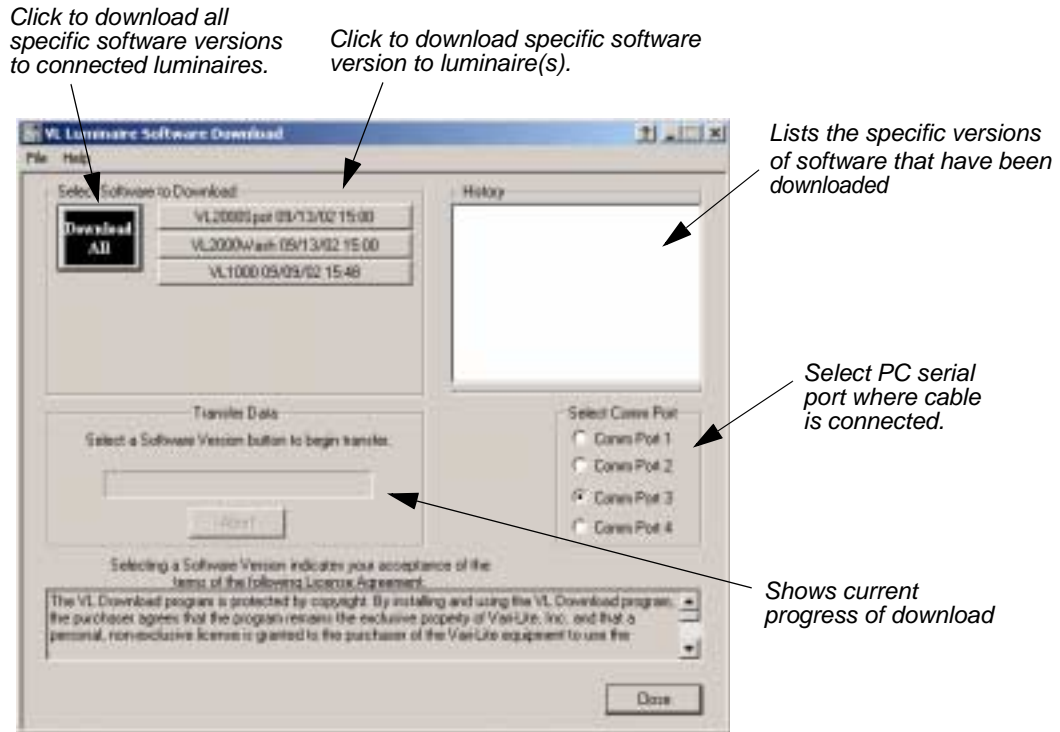 Click to download all
specific software versions
to connected luminaires.
Click to download specific software
version to luminaire(s).
VL Luminaire Software Download
File Help
Select Software to Download
Download
All
VL2000Spot 09/13/02 15:00
VL2000Wash 09/13/02 15:00
VL1000 09/09/02 15:48
History
Lists the specific versions
of software that have been
downloaded
Transfer Data
Select a Software Version button to begin transfer.
Abort
Select Comm Port
Comm Port 1
Comm Port 2
Comm Port 3
Comm Port 4
Select PC serial
port where cable
is connected.
Selecting a Software Version indicates your acceptance of the
terms of the following License Agreement.
The VL Download program is protected by copyright. By installing and using the VL Download program,
the purchaser agrees that the program remains the exclusive property of Vari-Lite, Inc. and that a
personal, non-exclusive license is granted to the purchaser of the Vari-Lite equipment to use the
Shows current
progress of download
Close